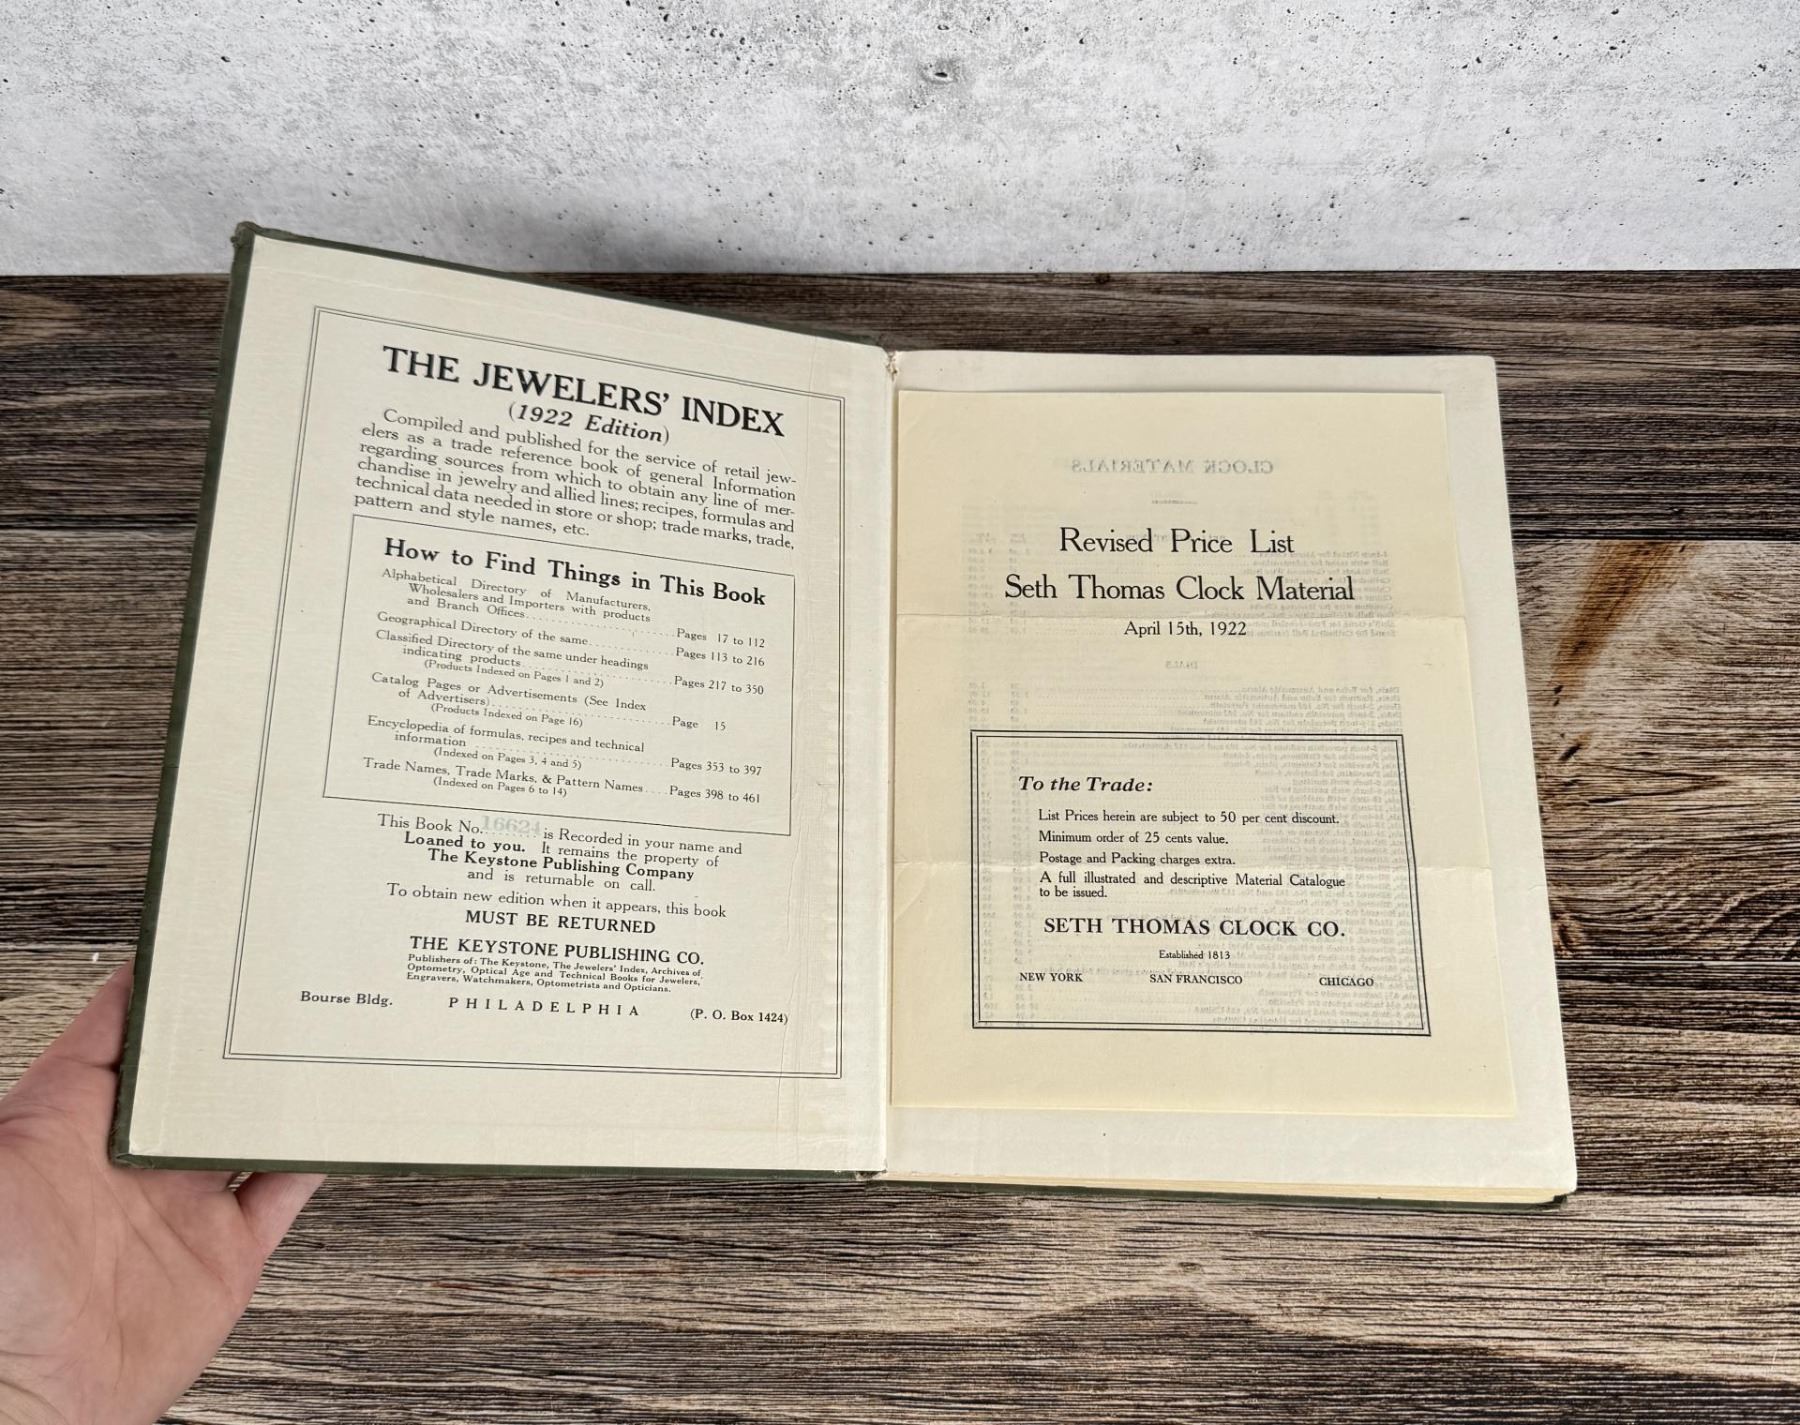 THE JEWELERS' INDEX
(1922 Edition)
Compiled and published for the service of retail jew-
elers as a trade reference book of general Information
regarding sources from which to obtain any line of mer-
chandise in jewelry and allied lines; recipes, formulas and
technical data needed in store or shop; trade marks, trade,
pattern and style names, etc.
How to Find Things in This Book
Alphabetical Directory of Manufacturers,
Wholesalers and Importers with products
and Branch Offices..................Pages 17 to 112
Geographical Directory of the same..........Pages 113 to 216
Classified Directory of the same under headings
indicating products..................Pages 217 to 350
(Products Indexed on Pages 1 and 2)
Catalog Pages or Advertisements (See Index
of Advertisers)......................Page 15
(Products Indexed on Page 16)
Encyclopedia of formulas, recipes and technical
information ........................Pages 353 to 397
(Indexed on Pages 3, 4 and 5)
Trade Names, Trade Marks, & Pattern Names....Pages 398 to 461
(Indexed on Pages 6 to 14)
This Book No. 16624 is Recorded in your name and
Loaned to you. It remains the property of
The Keystone Publishing Company
and is returnable on call.
To obtain new edition when it appears, this book
MUST BE RETURNED
THE KEYSTONE PUBLISHING CO.
Publishers of: The Keystone, The Jewelers' Index, Archives of
Optometry, Optical Age and Technical Books for Jewelers,
Engravers, Watchmakers, Optometrists and Opticians.
Bourse Bldg. PHILADELPHIA (P. O. Box 1424)
CLOCK MATERIALS
Revised Price List
Seth Thomas Clock Material
April 15th, 1922
DIALS
To the Trade:
List Prices herein are subject to 50 per cent discount.
Minimum order of 25 cents value.
Postage and Packing charges extra.
A full illustrated and descriptive Material Catalogue
to be issued.
SETH THOMAS CLOCK CO.
Established 1813
NEW YORK SAN FRANCISCO CHICAGO